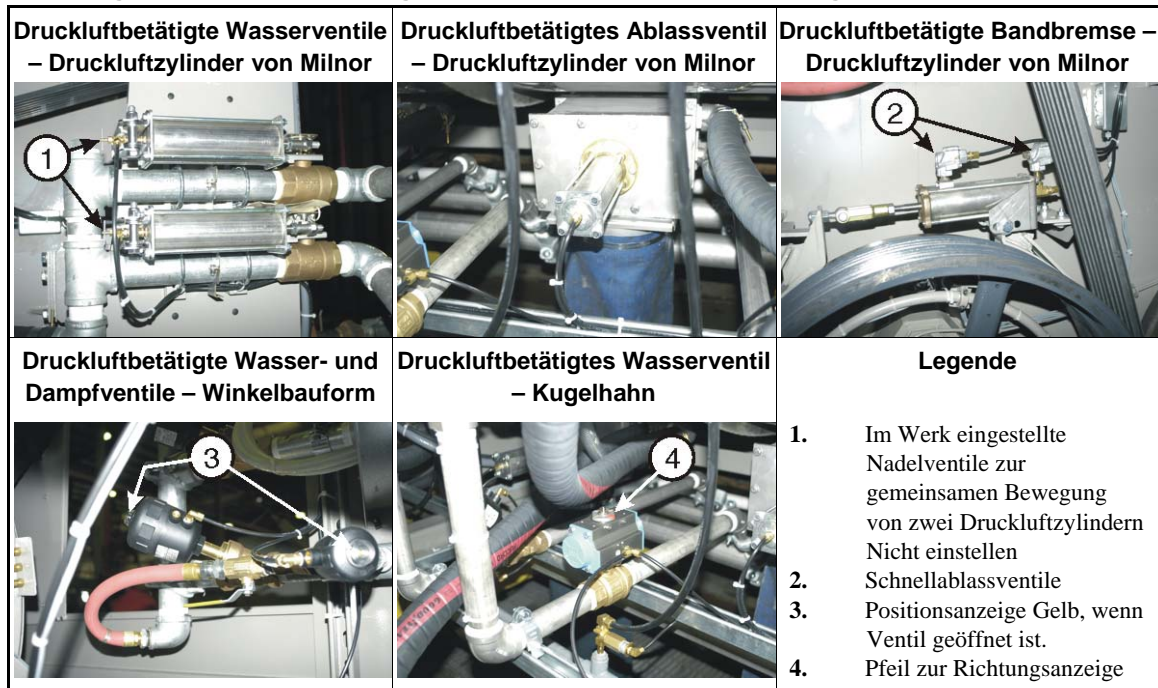 Druckluftbetätigte Wasserventile
– Druckluftzylinder von Milnor
Druckluftbetätigtes Ablassventil
– Druckluftzylinder von Milnor
Druckluftbetätigte Bandbremse –
Druckluftzylinder von Milnor
1
2
Druckluftbetätigte Wasser- und
Dampfventile – Winkelbauform
Druckluftbetätigtes Wasserventil
– Kugelhahn
3
4
Legende
1. Im Werk eingestellte
Nadelventile zur
gemeinsamen Bewegung
von zwei Druckluftzylindern
Nicht einstellen
2. Schnellablassventile
3. Positionsanzeige Gelb, wenn
Ventil geöffnet ist.
4. Pfeil zur Richtungsanzeige